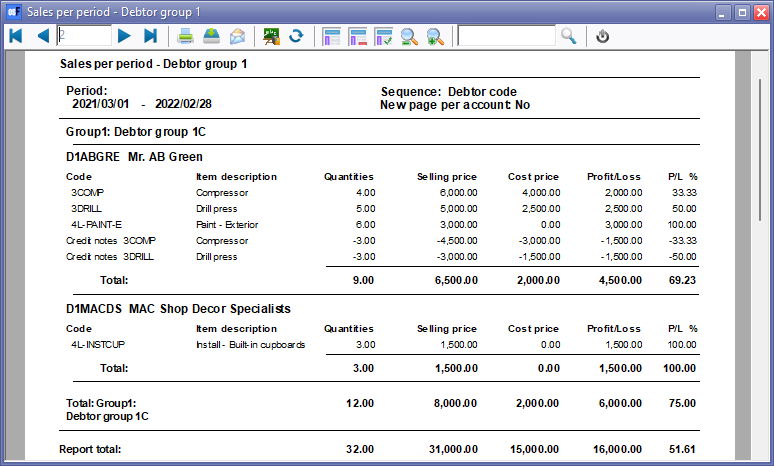 Sales per period - Debtor group 1
2
Sales per period - Debtor group 1
Period:
2021/03/01 - 2022/02/28
Sequence: Debtor code
New page per account: No
Group1: Debtor group 1C
D1ABGRE Mr. AB Green
Code Item description Quantities Selling price Cost price Profit/Loss P/L %
3COMP Compressor 4.00 6,000.00 4,000.00 2,000.00 33.33
3DRILL Drill press 5.00 5,000.00 2,500.00 2,500.00 50.00
4L-PAINT-E Paint - Exterior 6.00 3,000.00 0.00 3,000.00 100.00
Credit notes 3COMP Compressor -3.00 -4,500.00 -3,000.00 -1,500.00 -33.33
Credit notes 3DRILL Drill press -3.00 -3,000.00 -1,500.00 -1,500.00 -50.00
Total: 9.00 6,500.00 2,000.00 4,500.00 69.23
D1MACDS MAC Shop Decor Specialists
Code Item description Quantities Selling price Cost price Profit/Loss P/L %
4L-INSTCUP Install - Built-in cupboards 3.00 1,500.00 0.00 1,500.00 100.00
Total: 3.00 1,500.00 0.00 1,500.00 100.00
Total: Group1: 12.00 8,000.00 2,000.00 6,000.00 75.00
Debtor group 1C
Report total: 32.00 31,000.00 15,000.00 16,000.00 51.61